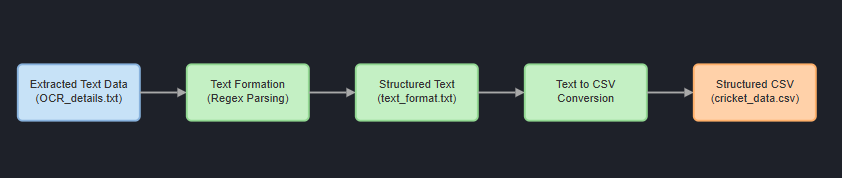 Extracted Text Data
(OCR_details.txt)
Text Formation
(Regex Parsing)
Structured Text
(text_format.txt)
Text to CSV
Conversion
Structured CSV
(cricket_data.csv)